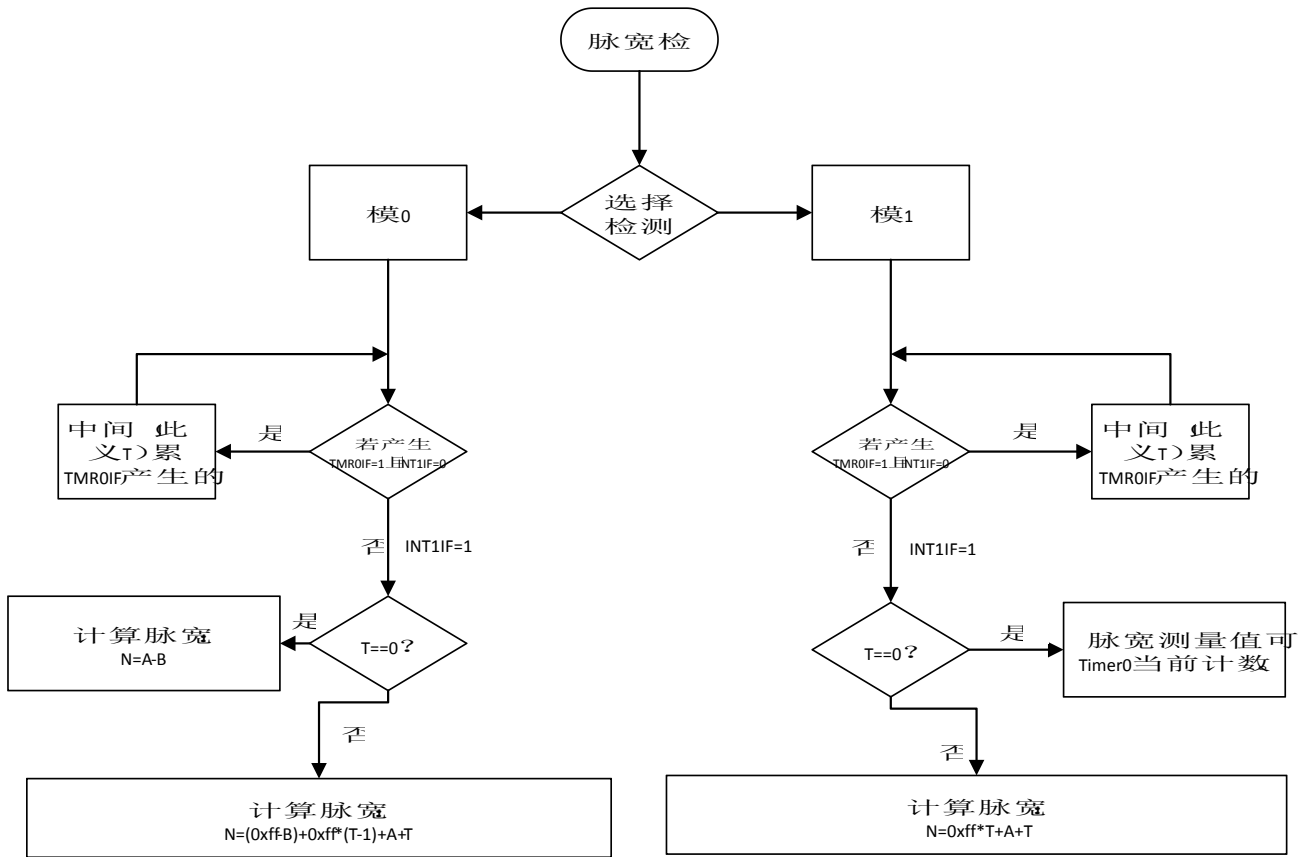 脉宽检
选择
检测
模0
模1
中间 此
义T)累
TMR0IF产生的
是
若产生
TMR0IF=1 且INT1IF=0
若产生
TMR0IF=1 且INT1IF=0
是
中间 此
义T)累
TMR0IF产生的
否
INT1IF=1
否
INT1IF=1
计算脉宽
N=A-B
是
T==0?
T==0?
是
脉宽测量值可
Timer0当前计数
否
否
计算脉宽
N=(0xff-B)+0xff*(T-1)+A+T
计算脉宽
N=0xff*T+A+T